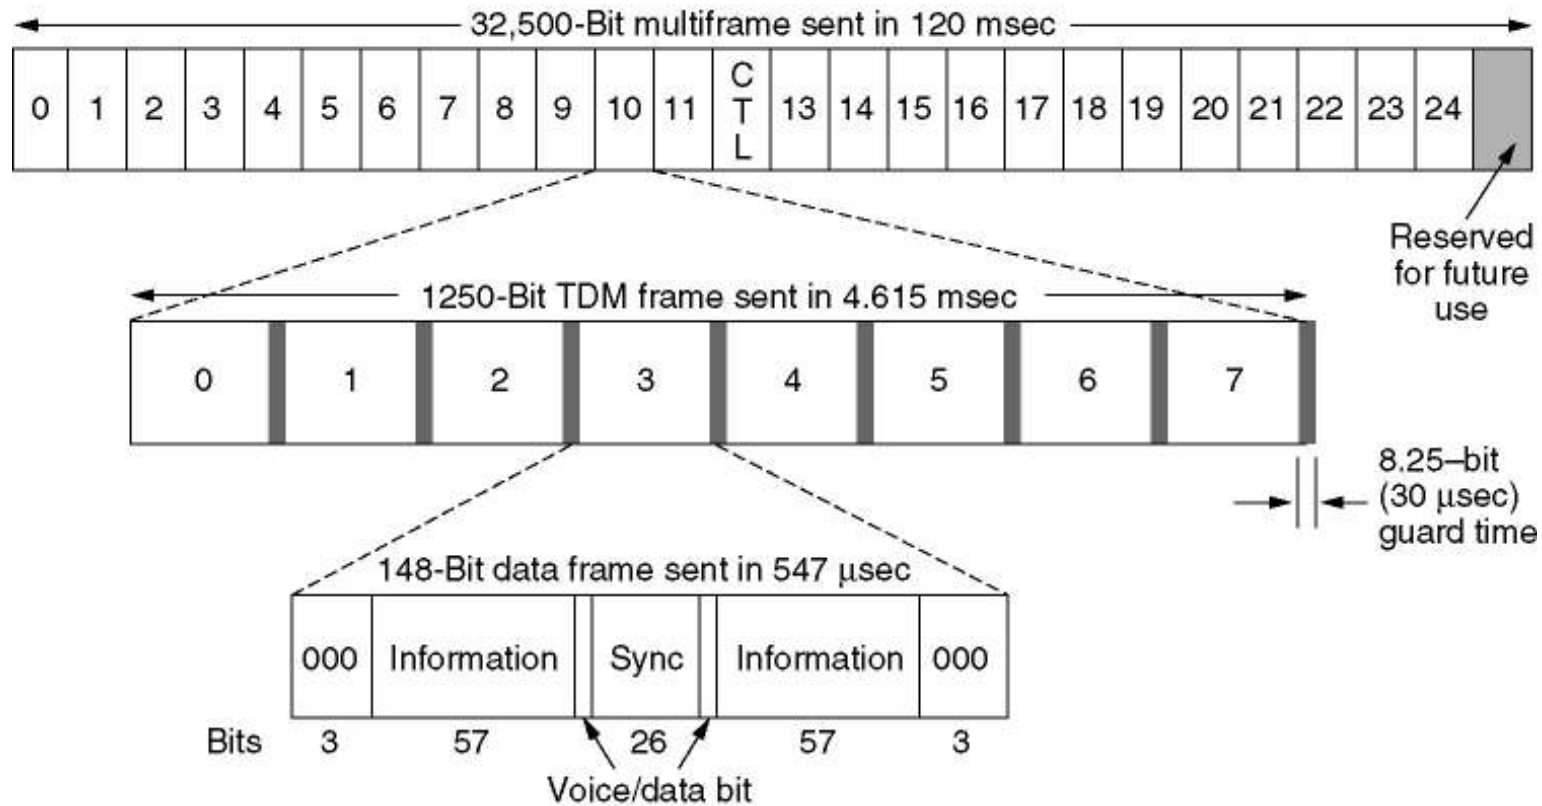 32,500-Bit multiframe sent in 120 msec
0 1 2 3 4 5 6 7 8 9 10 11 CTL 13 14 15 16 17 18 19 20 21 22 23 24
Reserved
for future
use
1250-Bit TDM frame sent in 4.615 msec
0 1 2 3 4 5 6 7
8.25–bit
(30 μsec)
guard time
148-Bit data frame sent in 547 μsec
000 Information Sync Information 000
Bits 3 57 26 57 3
Voice/data bit